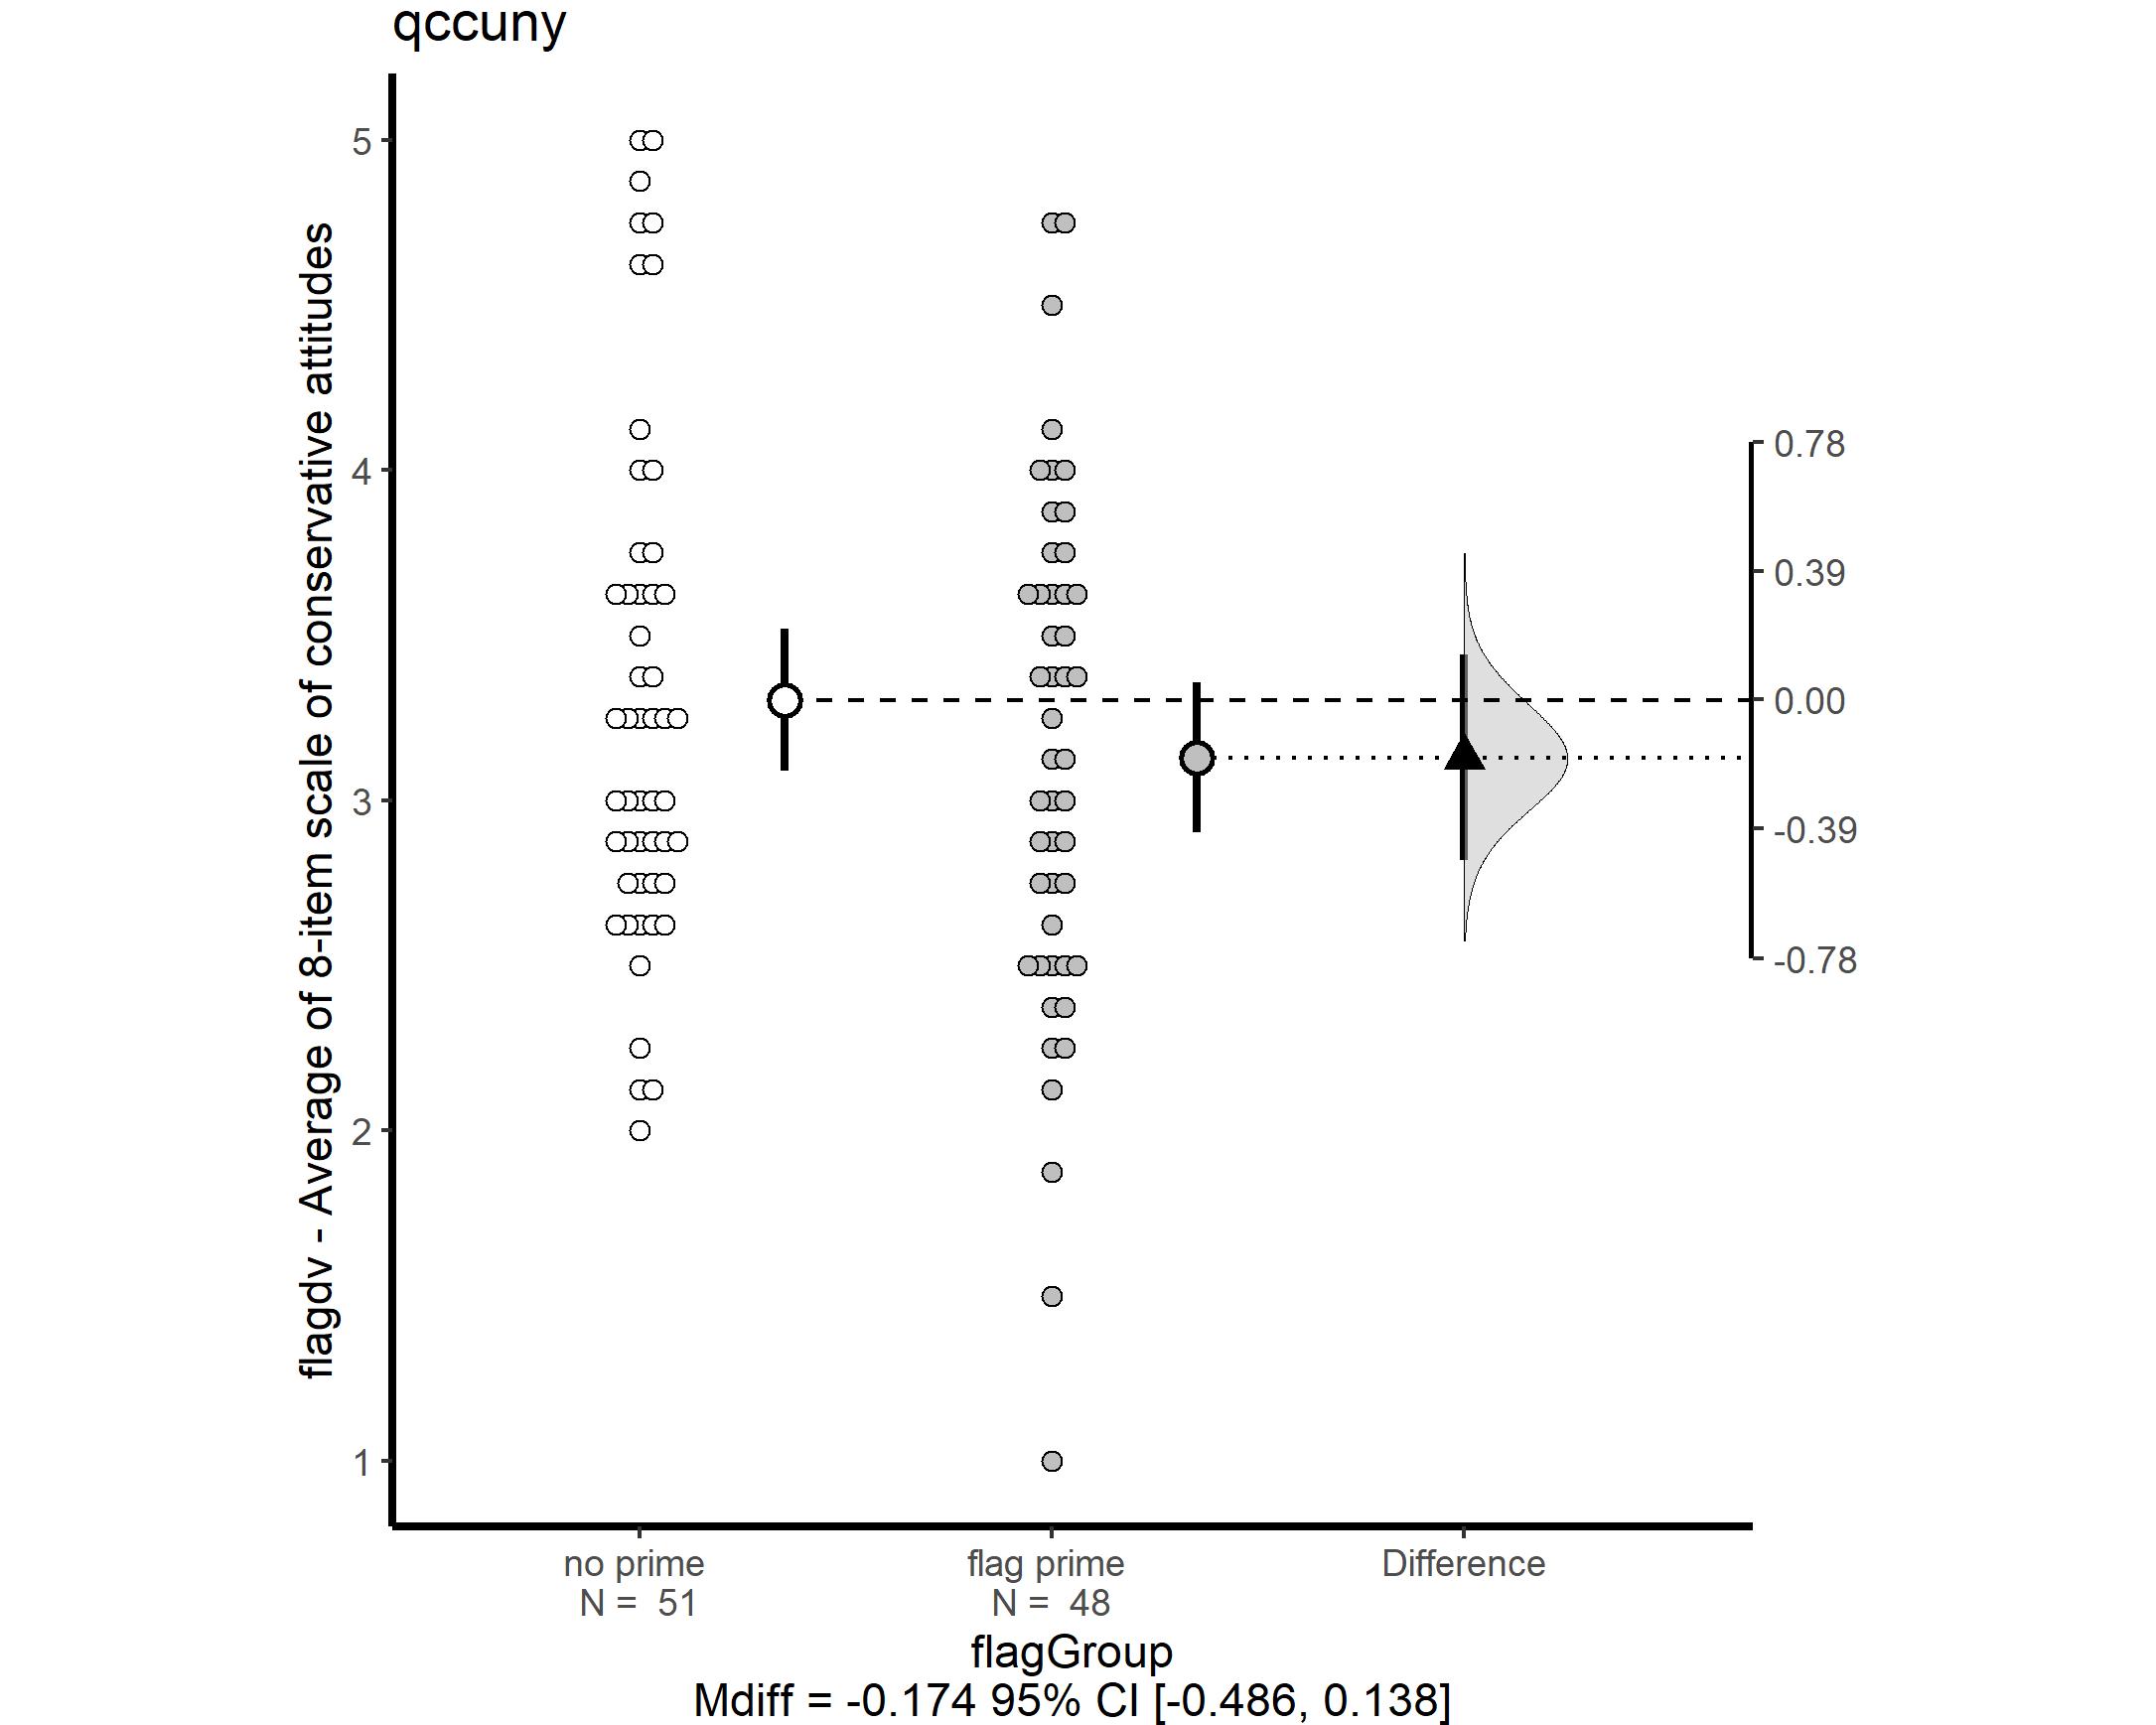 qccuny
flagdv - Average of 8-item scale of conservative attitudes
5
4
3
2
1
0.78
0.39
0.00
-0.39
-0.78
no prime
N =  51
flag prime
N =  48
Difference
flagGroup
Mdiff = -0.174 95% CI [-0.486, 0.138]